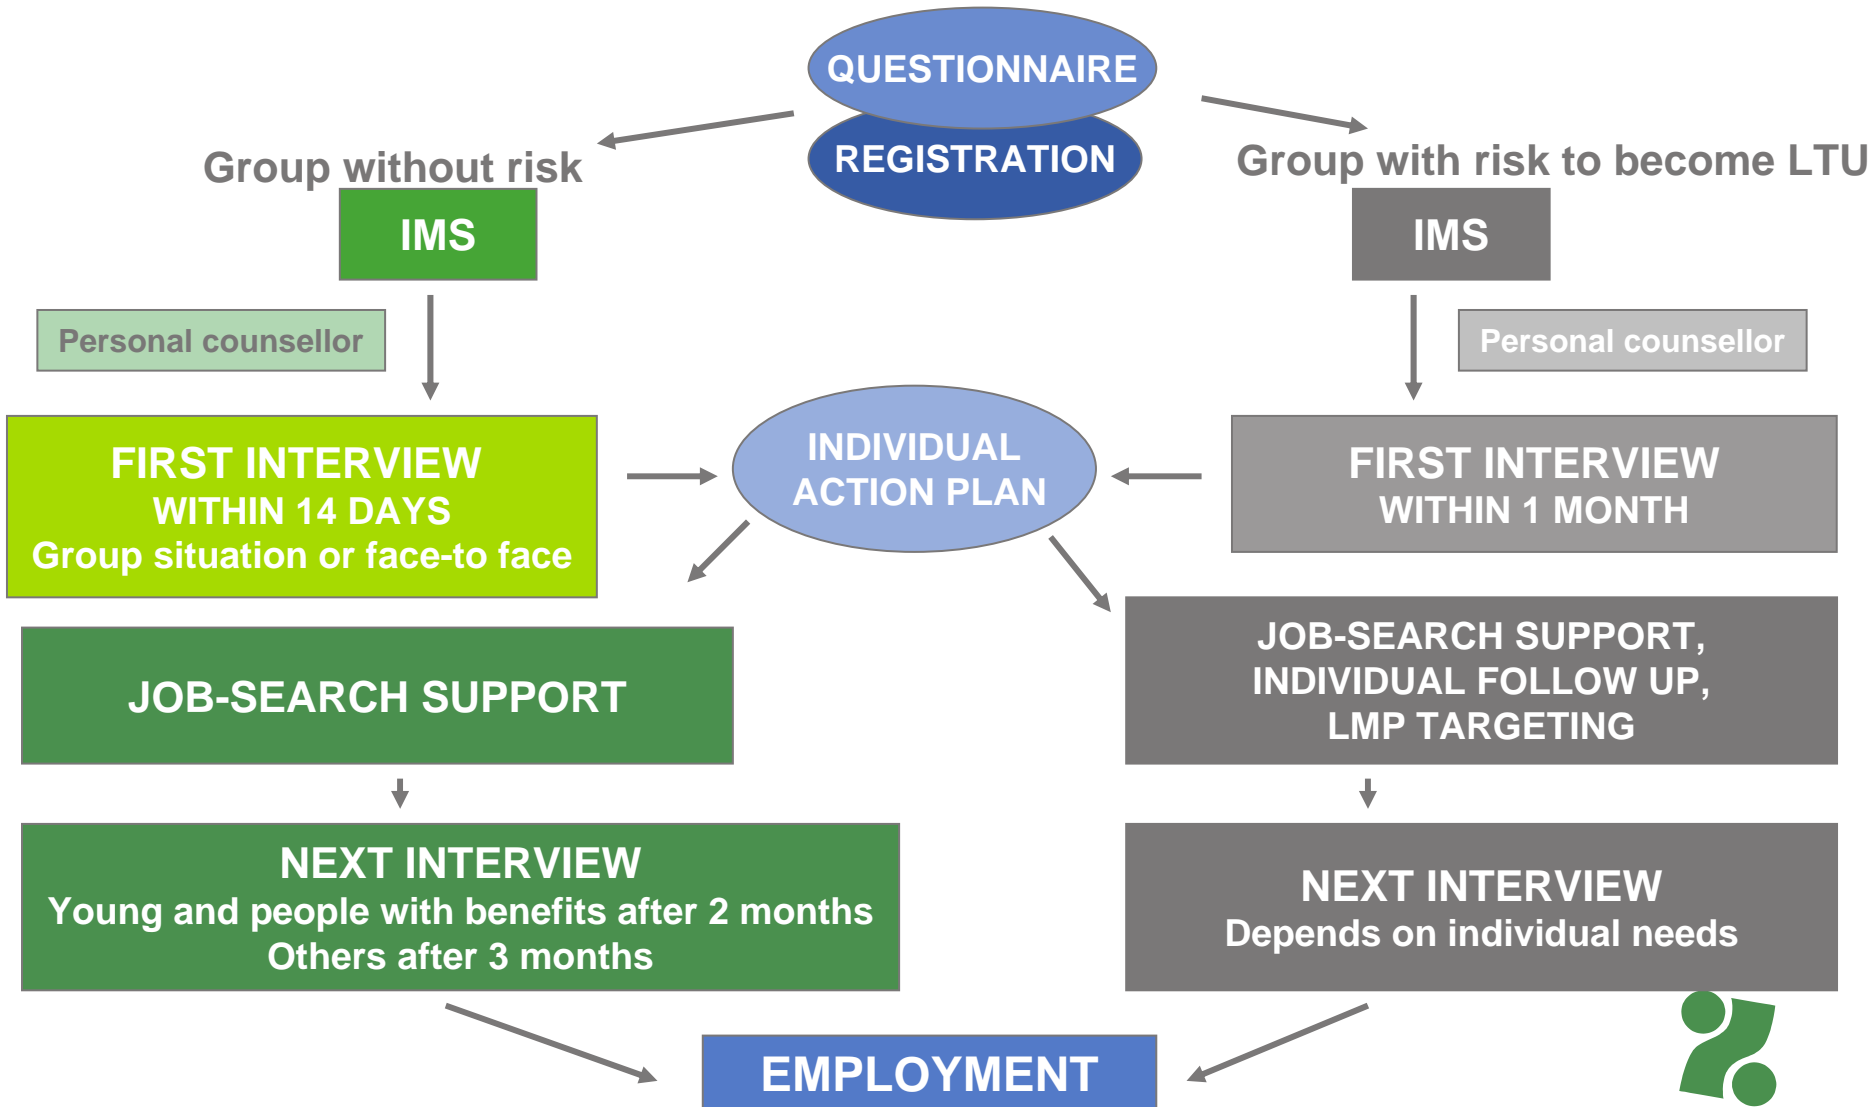 QUESTIONNAIRE
REGISTRATION
Group without risk
Group with risk to become LTU
IMS
IMS
Personal counsellor
Personal counsellor
FIRST INTERVIEW
WITHIN 14 DAYS
Group situation or face-to face
INDIVIDUAL
ACTION PLAN
FIRST INTERVIEW
WITHIN 1 MONTH
JOB-SEARCH SUPPORT
JOB-SEARCH SUPPORT,
INDIVIDUAL FOLLOW UP,
LMP TARGETING
NEXT INTERVIEW
Young and people with benefits after 2 months
Others after 3 months
NEXT INTERVIEW
Depends on individual needs
EMPLOYMENT